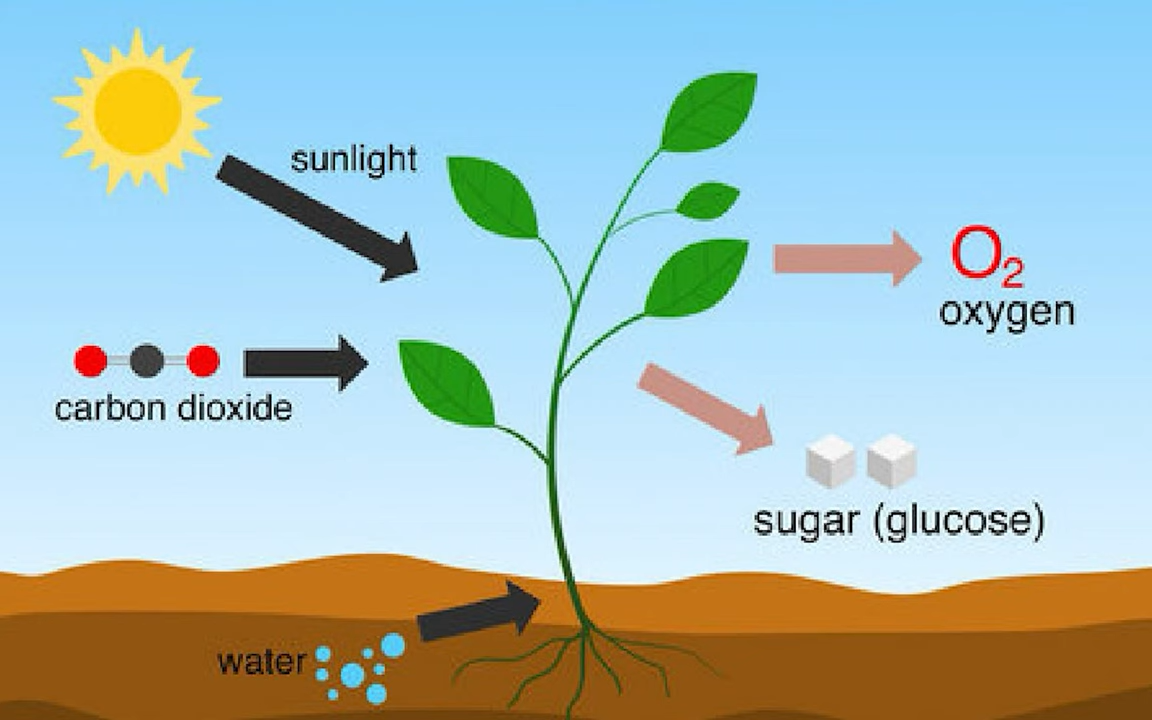 sunlight
O₂
oxygen
carbon dioxide
sugar (glucose)
water